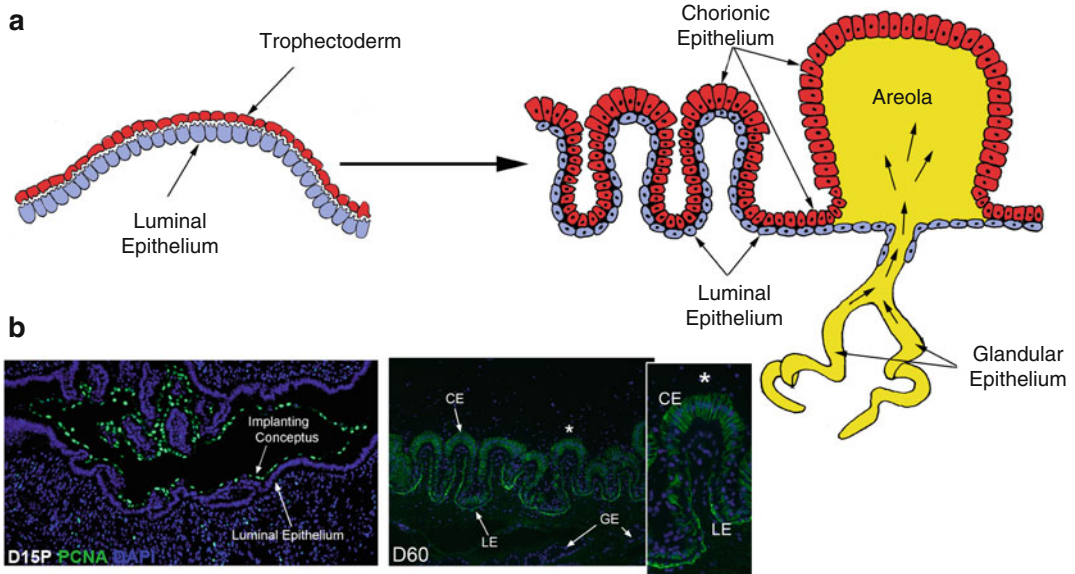 a
Trophectoderm
Luminal
Epithelium
Chorionic
Epithelium
Areola
Luminal
Epithelium
Glandular
Epithelium
b
Implanting
Conceptus
Luminal Epithelium
D15P PCNA DAPI
CE
*
LE
GE
D60
*
CE
LE